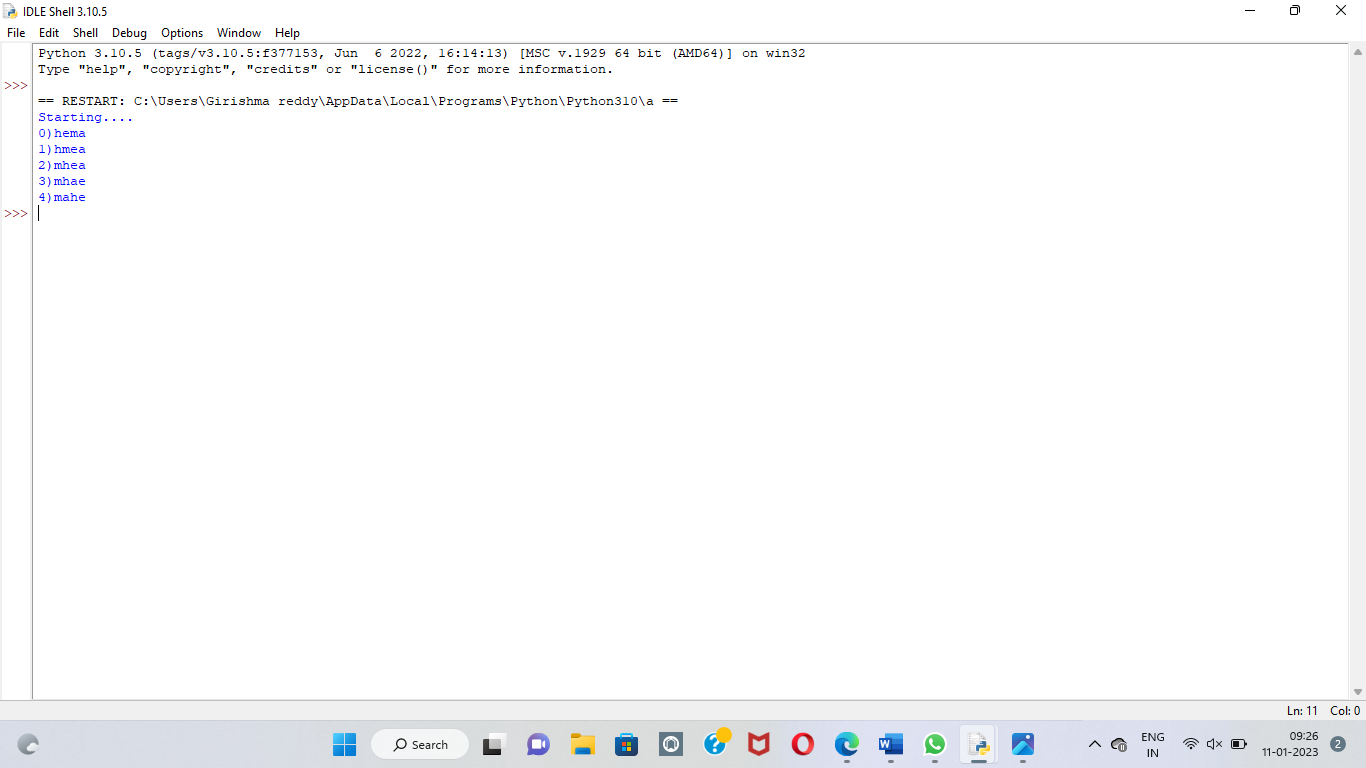 IDLE Shell 3.10.5
File Edit Shell Debug Options Window Help
Python 3.10.5 (tags/v3.10.5:f377153, Jun  6 2022, 16:14:13) [MSC v.1929 64 bit (AMD64)] on win32
Type "help", "copyright", "credits" or "license()" for more information.
>>>
== RESTART: C:\Users\Girishma reddy\AppData\Local\Programs\Python\Python310\a ==
Starting....
0)hema
1)hmea
2)mhea
3)mhae
4)mahe
>>>
Ln: 11 Col: 0
Search
ENG 09:26
IN 11-01-2023 2